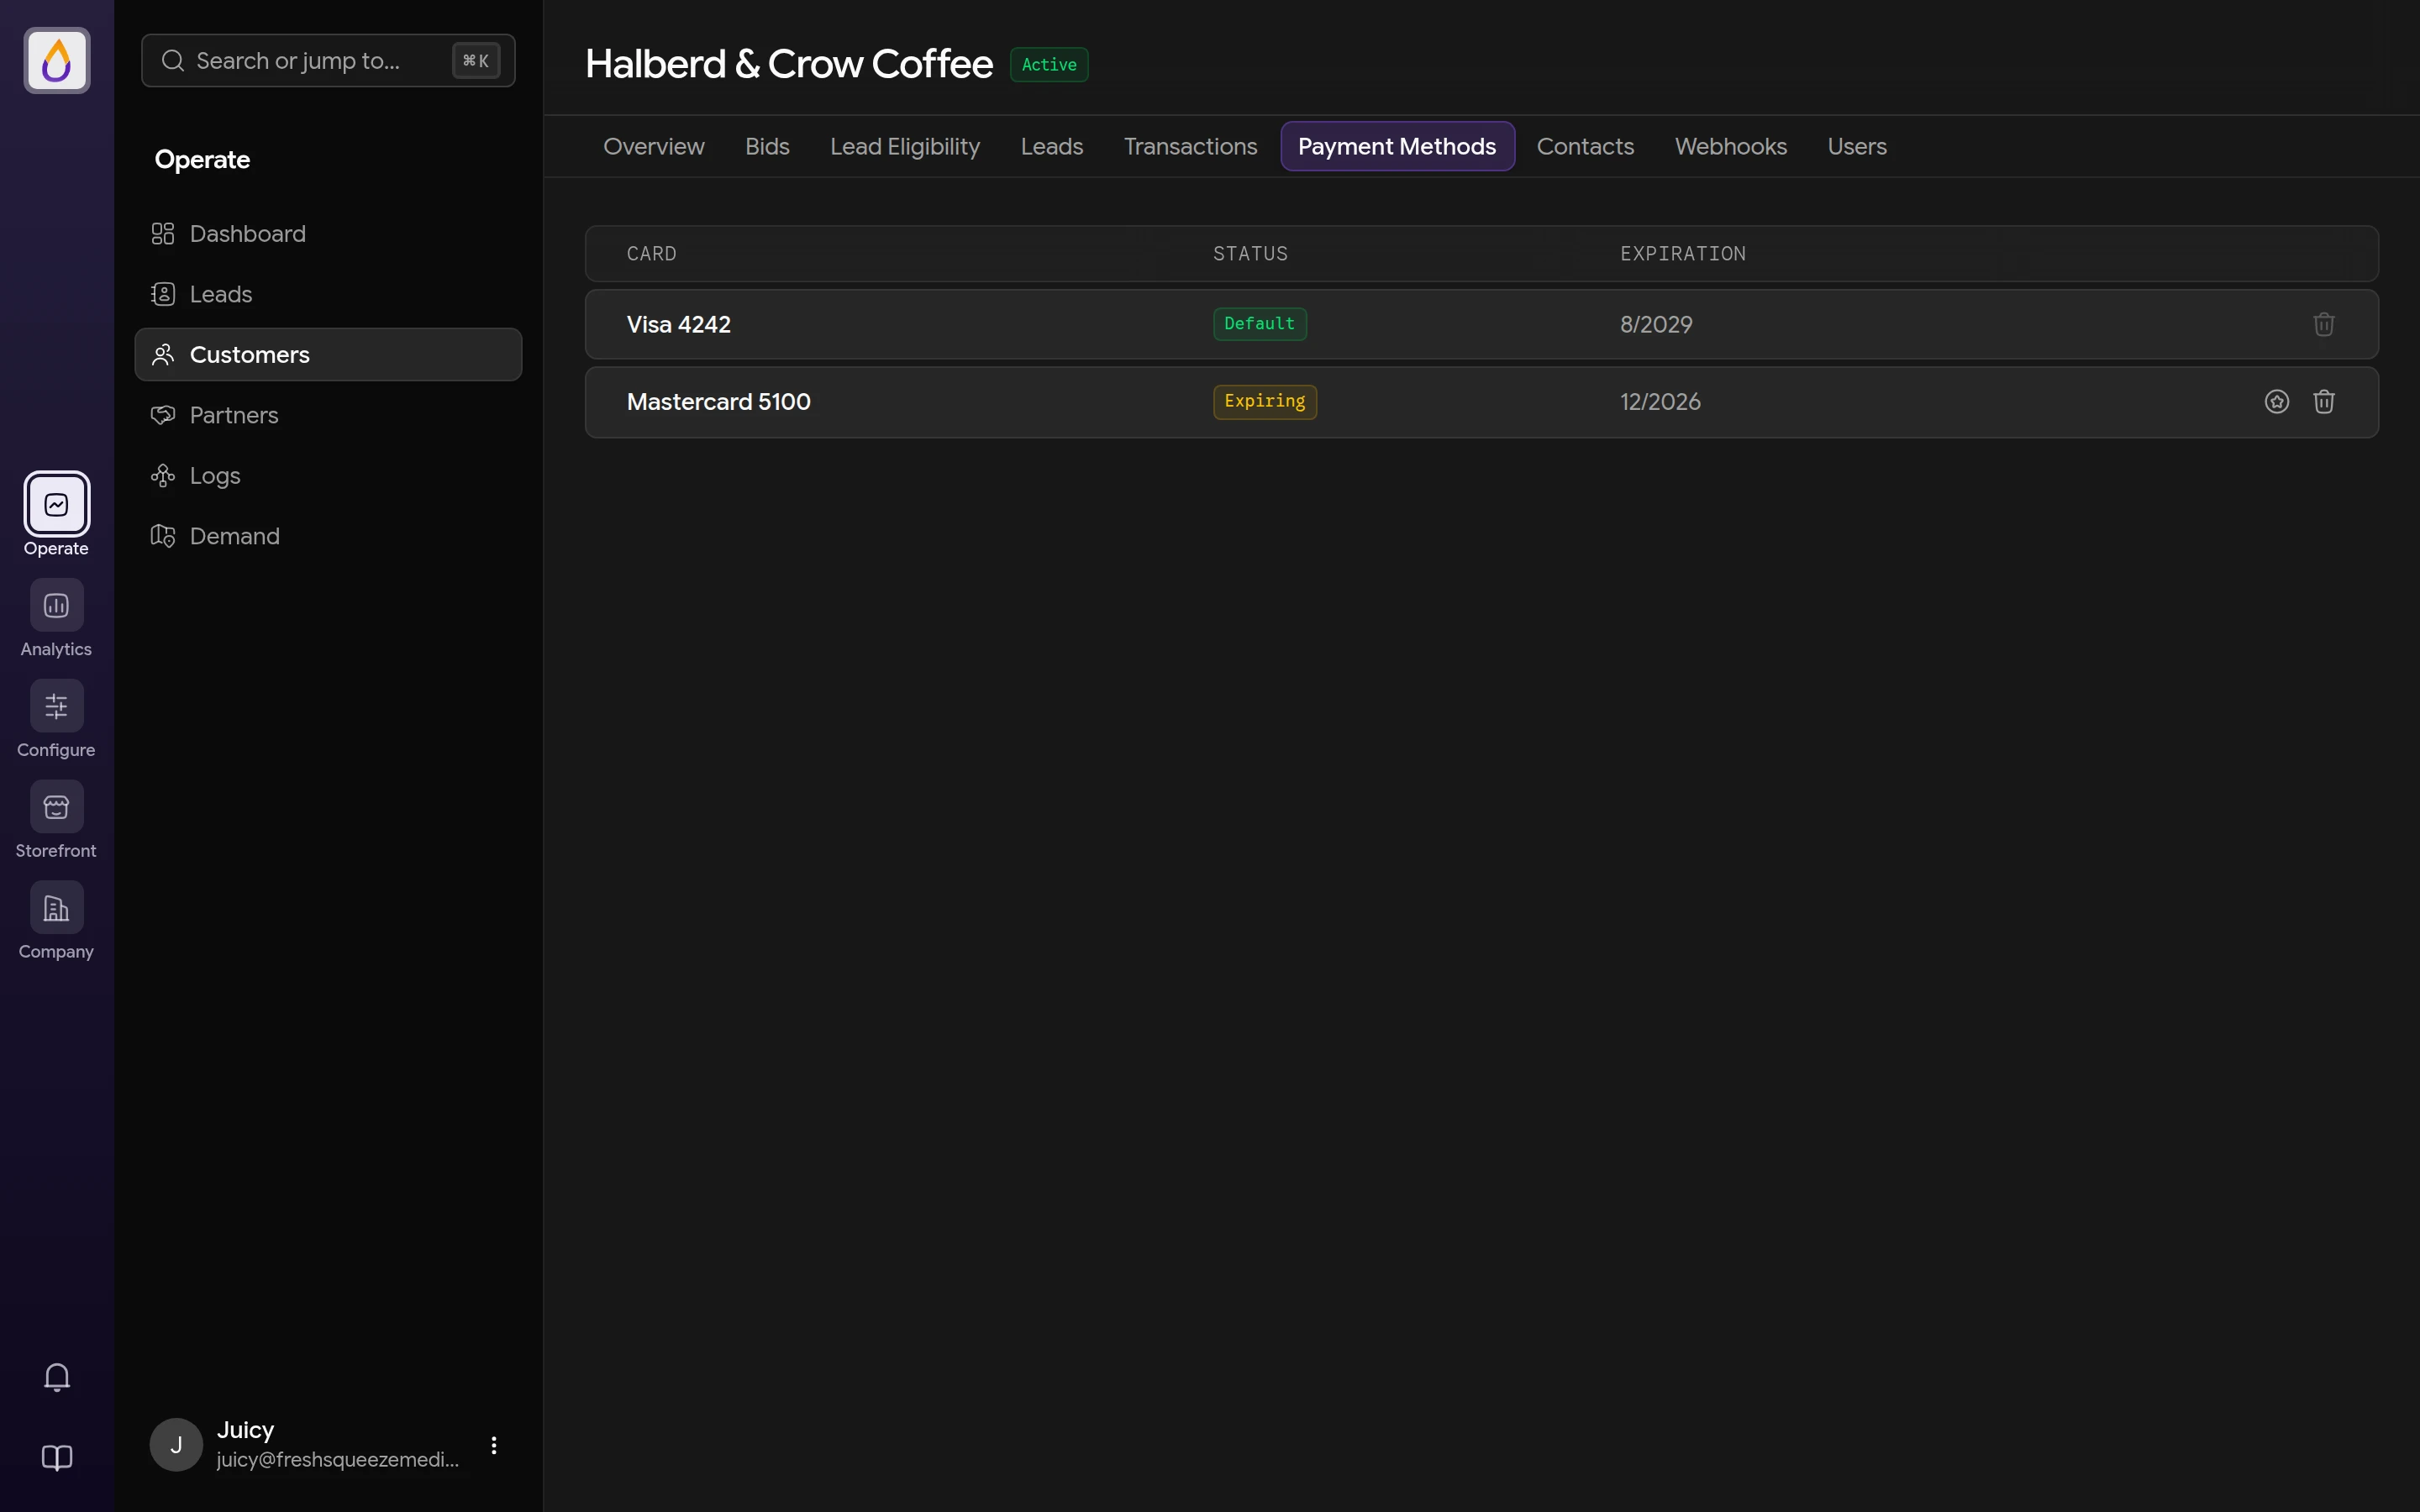 Search or jump to...
⌘K
Operate
Dashboard
Leads
Customers
Partners
Logs
Demand
Operate
Analytics
Configure
Storefront
Company
J
Juicy
juicy@freshsqueezemedi...
Halberd & Crow Coffee
Active
Overview
Bids
Lead Eligibility
Leads
Transactions
Payment Methods
Contacts
Webhooks
Users
CARD STATUS EXPIRATION
Visa 4242 Default 8/2029
Mastercard 5100 Expiring 12/2026